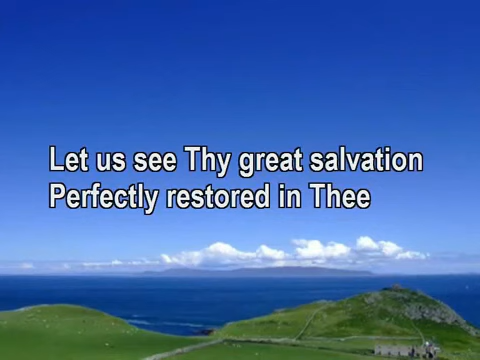 Let us see Thy great salvation
Perfectly restored in Thee